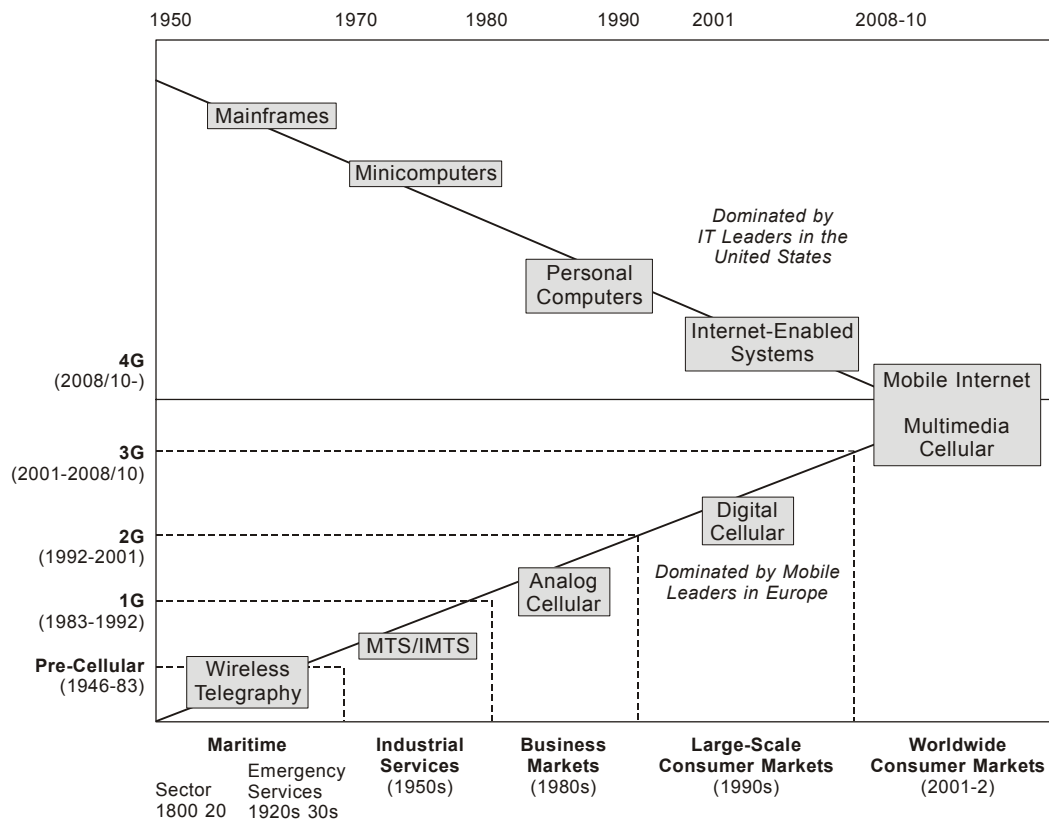 1950 1970 1980 1990 2001 2008-10
Mainframes
Minicomputers
Dominated by
IT Leaders in the
United States
Personal
Computers
Internet-Enabled
Systems
4G
(2008/10-)
Mobile Internet
Multimedia
Cellular
3G
(2001-2008/10)
Digital
Cellular
2G
(1992-2001)
Dominated by Mobile
Leaders in Europe
Analog
Cellular
1G
(1983-1992)
MTS/IMTS
Pre-Cellular
(1946-83)
Wireless
Telegraphy
Maritime
Sector
1800 20
Emergency
Services
1920s 30s
Industrial
Services
(1950s)
Business
Markets
(1980s)
Large-Scale
Consumer Markets
(1990s)
Worldwide
Consumer Markets
(2001-2)